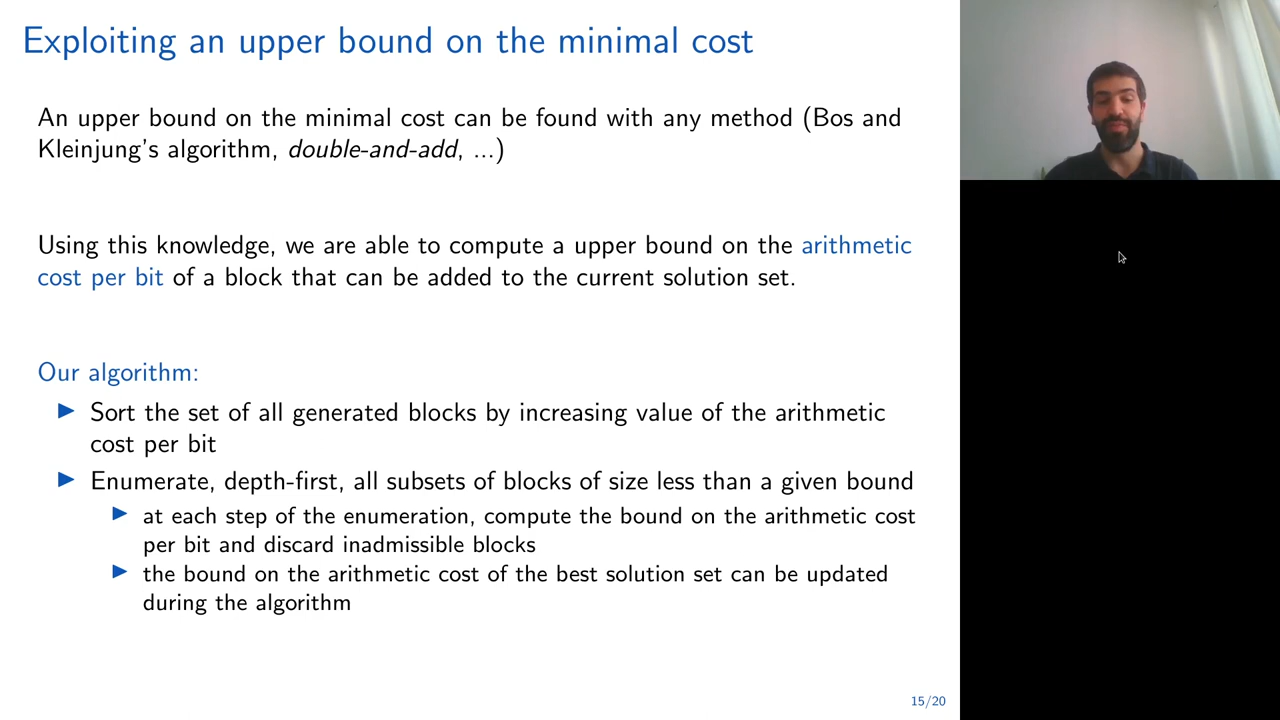 Exploiting an upper bound on the minimal cost
An upper bound on the minimal cost can be found with any method (Bos and
Kleinjung's algorithm, double-and-add, ...)
Using this knowledge, we are able to compute a upper bound on the arithmetic
cost per bit of a block that can be added to the current solution set.
Our algorithm:
Sort the set of all generated blocks by increasing value of the arithmetic
cost per bit
Enumerate, depth-first, all subsets of blocks of size less than a given bound
at each step of the enumeration, compute the bound on the arithmetic cost
per bit and discard inadmissible blocks
the bound on the arithmetic cost of the best solution set can be updated
during the algorithm
15/20